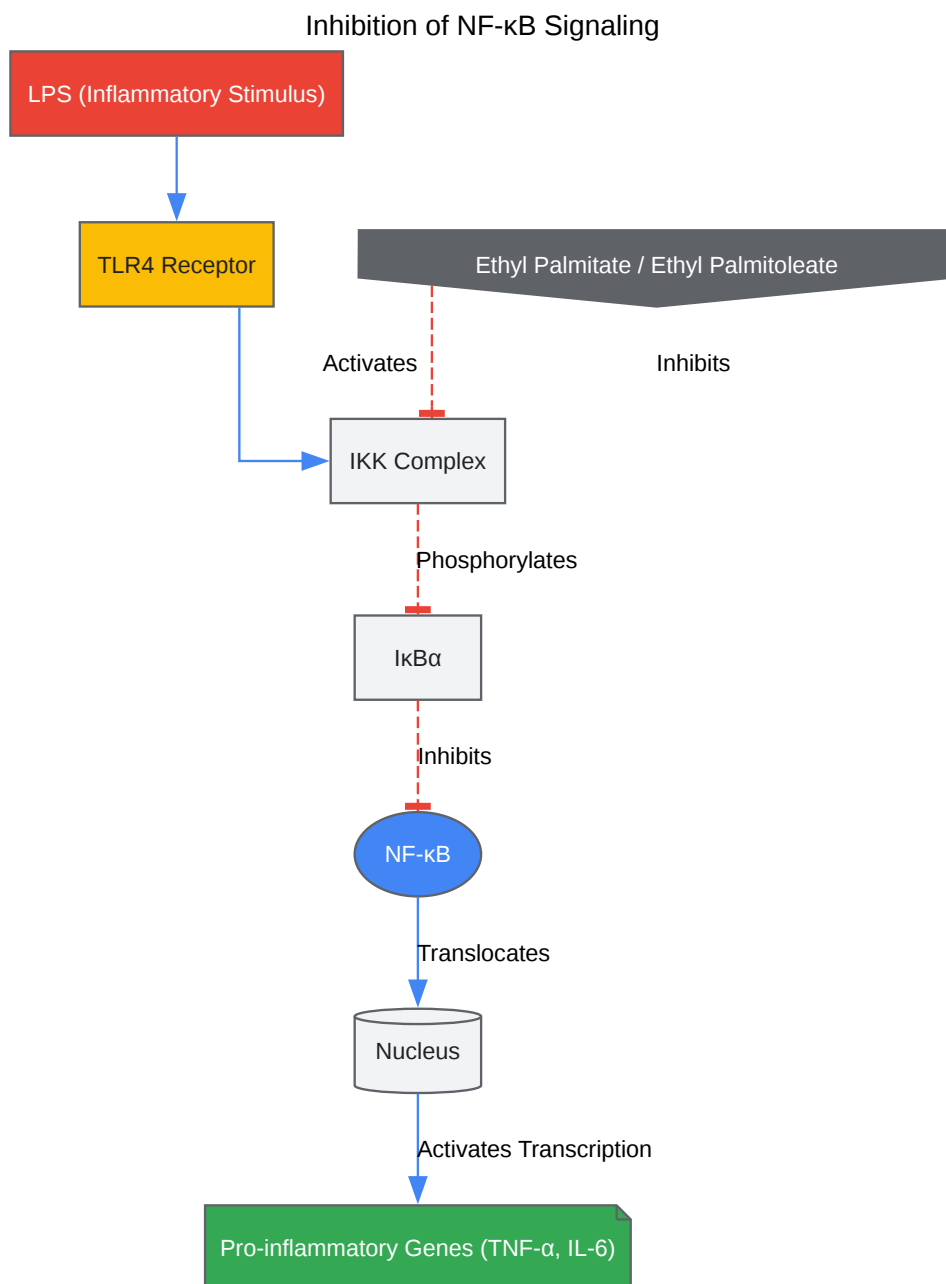 Inhibition of NF-κB Signaling
LPS (Inflammatory Stimulus)
TLR4 Receptor
Ethyl Palmitate / Ethyl Palmitoleate
Activates
Inhibits
IKK Complex
Phosphorylates
IκBα
Inhibits
NF-κB
Translocates
Nucleus
Activates Transcription
Pro-inflammatory Genes (TNF-α, IL-6)